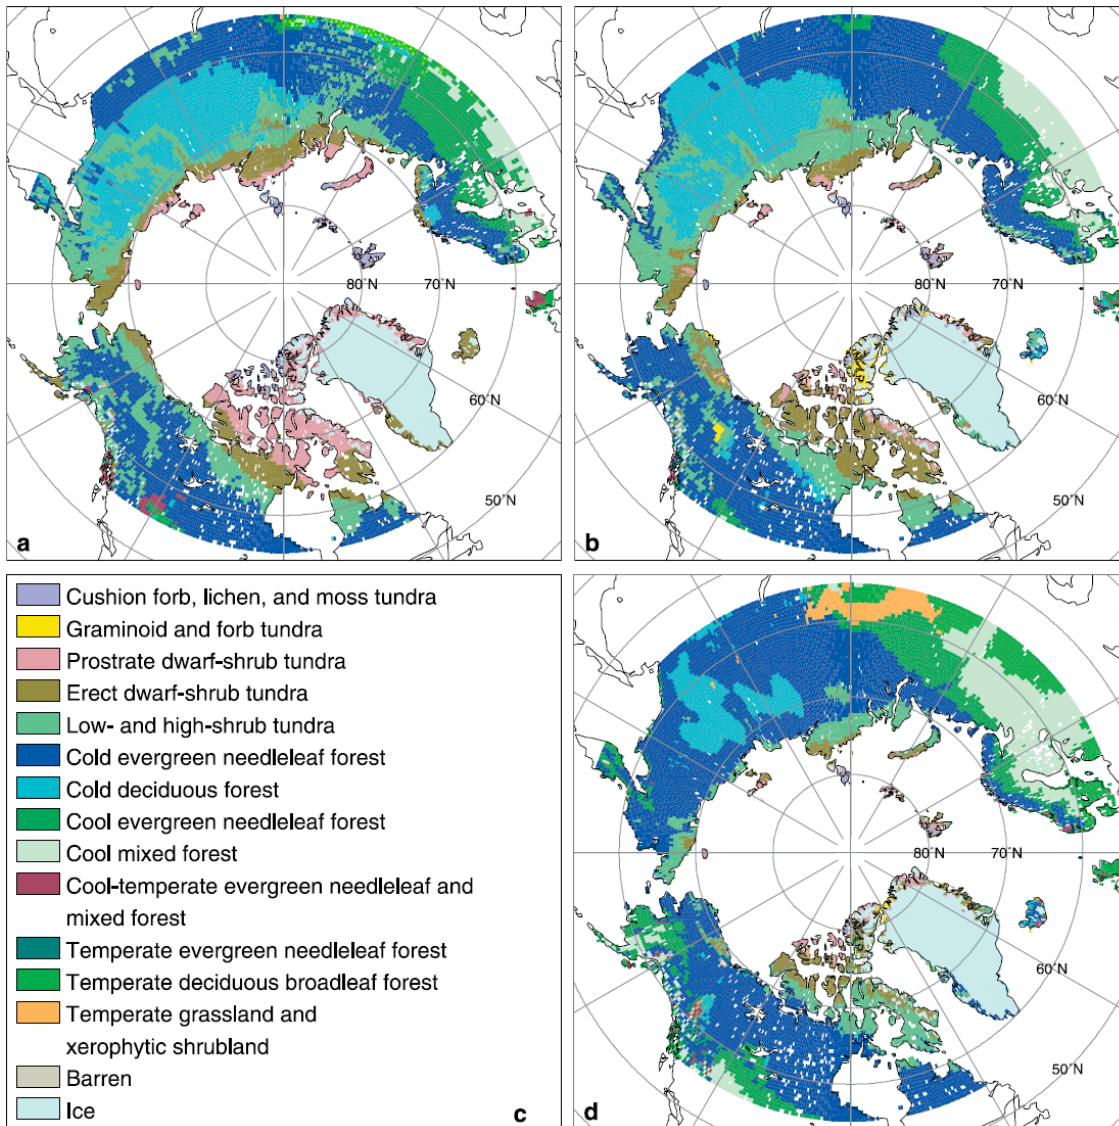 80°N
70°N
60°N
50°N
a
80°N
70°N
60°N
50°N
b
Cushion forb, lichen, and moss tundra
Graminoid and forb tundra
Prostrate dwarf-shrub tundra
Erect dwarf-shrub tundra
Low- and high-shrub tundra
Cold evergreen needleleaf forest
Cold deciduous forest
Cool evergreen needleleaf forest
Cool mixed forest
Cool-temperate evergreen needleleaf and
mixed forest
Temperate evergreen needleleaf forest
Temperate deciduous broadleaf forest
Temperate grassland and
xerophytic shrubland
Barren
Ice
c
80°N
70°N
60°N
50°N
d